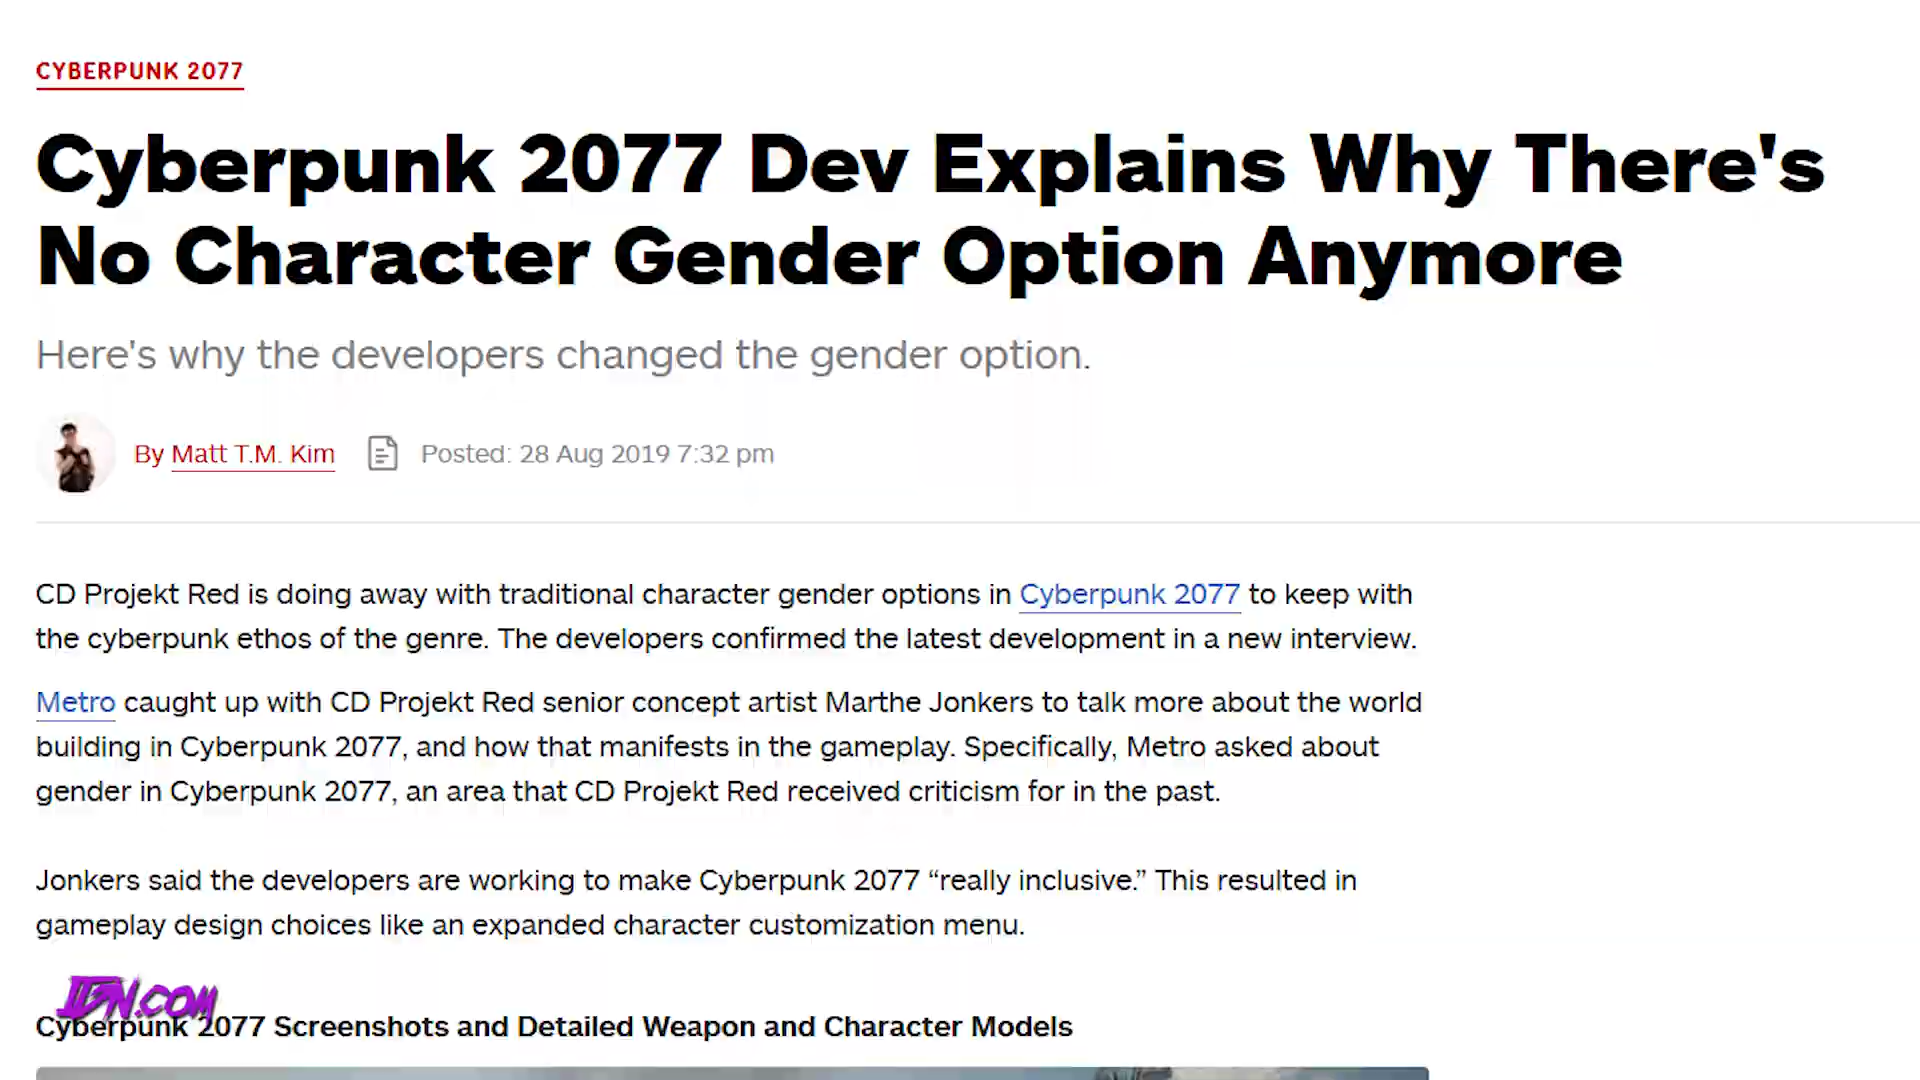 CYBERPUNK 2077
Cyberpunk 2077 Dev Explains Why There's
No Character Gender Option Anymore
Here's why the developers changed the gender option.
By Matt T.M. Kim Posted: 28 Aug 2019 7:32 pm
CD Projekt Red is doing away with traditional character gender options in Cyberpunk 2077 to keep with
the cyberpunk ethos of the genre. The developers confirmed the latest development in a new interview.
Metro caught up with CD Projekt Red senior concept artist Marthe Jonkers to talk more about the world
building in Cyberpunk 2077, and how that manifests in the gameplay. Specifically, Metro asked about
gender in Cyberpunk 2077, an area that CD Projekt Red received criticism for in the past.
Jonkers said the developers are working to make Cyberpunk 2077 “really inclusive.” This resulted in
gameplay design choices like an expanded character customization menu.
IGN.COM
Cyberpunk 2077 Screenshots and Detailed Weapon and Character Models